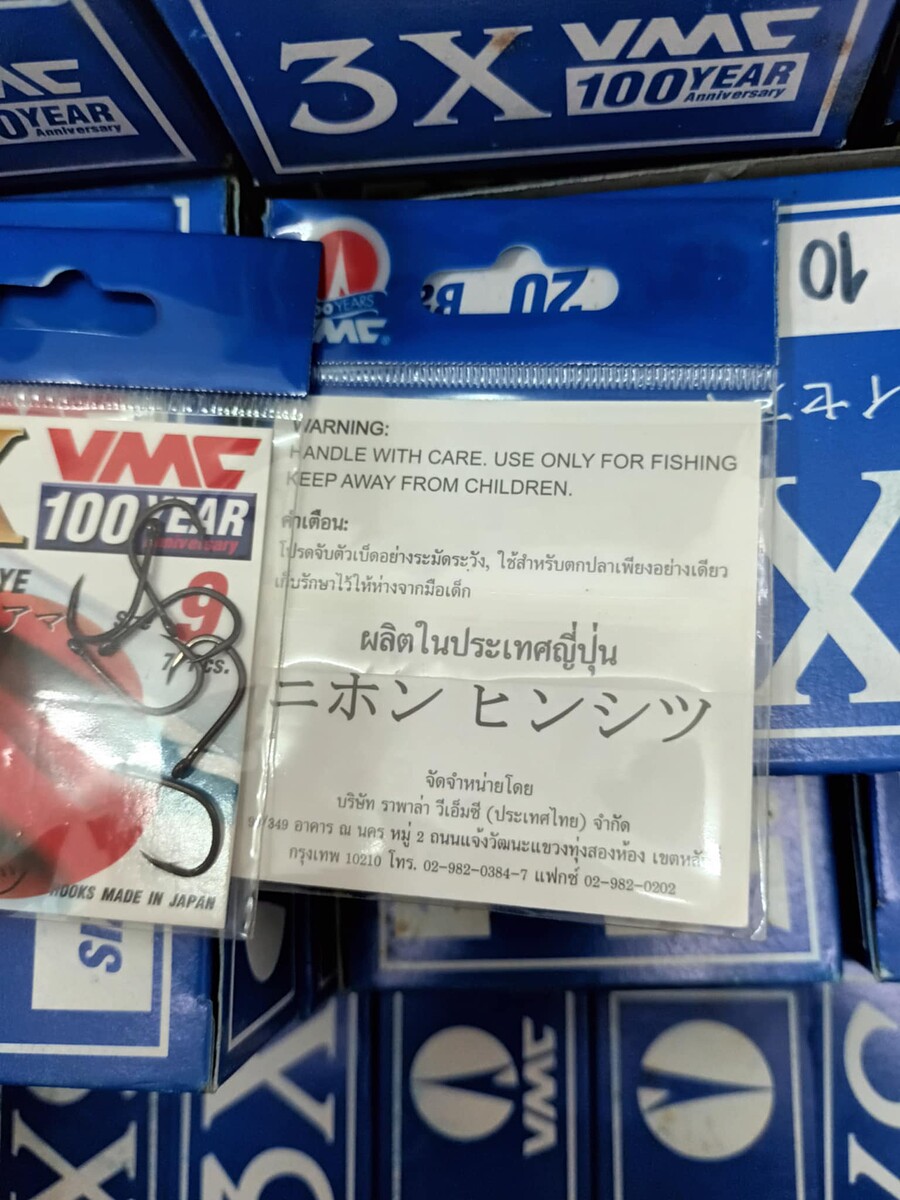 3X VMC
100 YEAR
Anniversary
YEAR
Anniversary
100 YEARS
VMC
10
WARNING:
HANDLE WITH CARE. USE ONLY FOR FISHING
KEEP AWAY FROM CHILDREN.
คำเตือน:
โปรดจับตัวเบ็ดอย่างระมัดระวัง, ใช้สำหรับตกปลาเพียงอย่างเดียว
เก็บรักษาไว้ให้ห่างจากมือเด็ก
ผลิตในประเทศญี่ปุ่น
ニホン ヒンシツ
จัดจำหน่ายโดย
บริษัท ราพาล่า วีเอ็มซี (ประเทศไทย) จำกัด
อาคาร ณ นคร หมู่ 2 ถนนแจ้งวัฒนะแขวงทุ่งสองห้อง
กรุงเทพ 10210 โทร. 02-982-0384-7 แฟกซ์ 02-982-0202
VMC
100 YEAR
Anniversary
9
HOOKS MADE IN JAPAN
X
3X
VMC